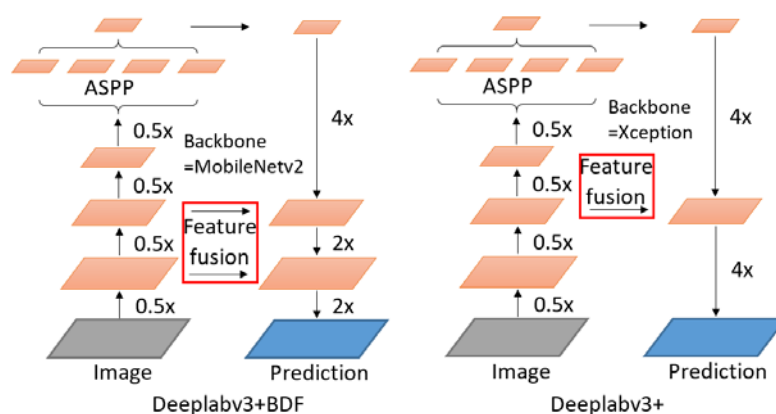 ASPP
0.5x
Backbone
=MobileNetv2
4x
0.5x
0.5x
Feature
fusion
2x
0.5x
2x
Image
Prediction
Deeplabv3+BDF
ASPP
0.5x
Backbone
=Xception
4x
0.5x
Feature
fusion
0.5x
4x
0.5x
Image
Prediction
Deeplabv3+